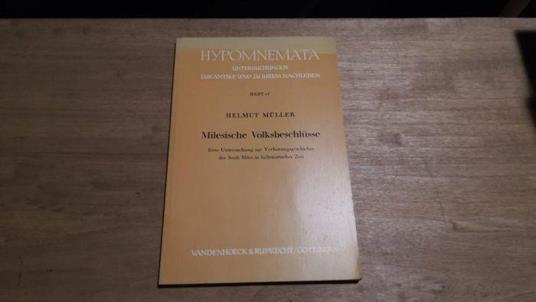 HYPOMNEMATA
UNTERSUCHUNGEN
ZUR ANTIKE UND ZU IHREM NACHLEBEN
HEFT
HELMUT MÜLLER
Milesische Volksbeschlüsse
Eine Untersuchung zur Verfassungsgeschichte
der Stadt Milet in hellenistischer Zeit
VANDENHOECK & RUPRECHT / GÖTTINGEN